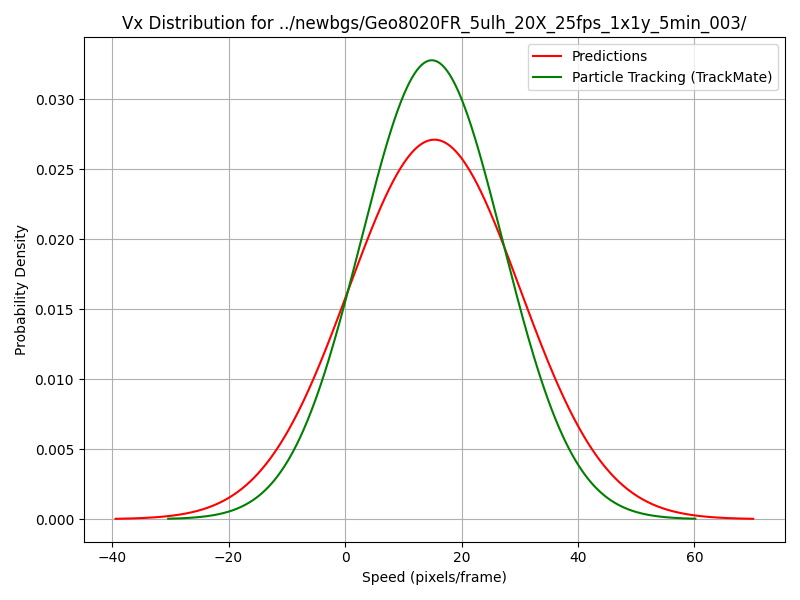 Vx Distribution for ../newbgs/Geo8020FR_5ulh_20X_25fps_1x1y_5min_003/
Predictions
Particle Tracking (TrackMate)
0.030
0.025
0.020
0.015
0.010
0.005
0.000
Probability Density
−40
−20
0
20
40
60
Speed (pixels/frame)